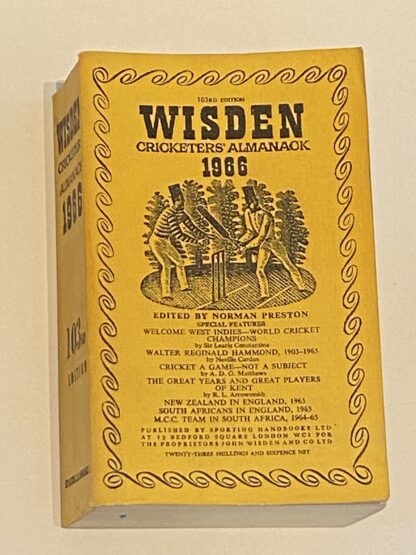 103RD EDITION
WISDEN
CRICKETERS' ALMANACK
1966
EDITED BY NORMAN PRESTON
SPECIAL FEATURES
WELCOME WEST INDIES—WORLD CRICKET
CHAMPIONS
by Sir Learie Constantine
WALTER REGINALD HAMMOND, 1903-1965
by Neville Cardus
CRICKET A GAME—NOT A SUBJECT
by A. D. G. Matthews
THE GREAT YEARS AND GREAT PLAYERS
OF KENT
by R. L. Arrowsmith
NEW ZEALAND IN ENGLAND, 1965
SOUTH AFRICANS IN ENGLAND, 1965
M.C.C. TEAM IN SOUTH AFRICA, 1964-65
PUBLISHED BY SPORTING HANDBOOKS LTD
AT 13 BEDFORD SQUARE LONDON WC1 FOR
THE PROPRIETORS JOHN WISDEN AND CO LTD
TWENTY-THREE SHILLINGS AND SIXPENCE NET
WISDEN
CRICKETERS'
ALMANACK
1966
103RD
EDITION